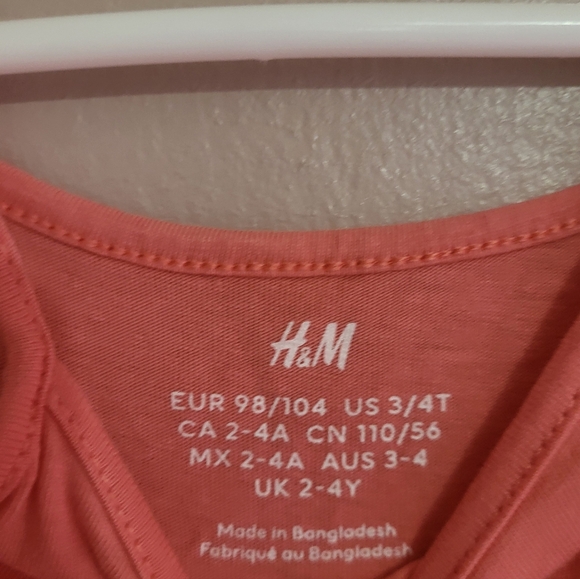 H&M
EUR 98/104 US 3/4T
CA 2-4A CN 110/56
MX 2-4A AUS 3-4
UK 2-4Y
Made in Bangladesh
Fabriqué au Bangladesh